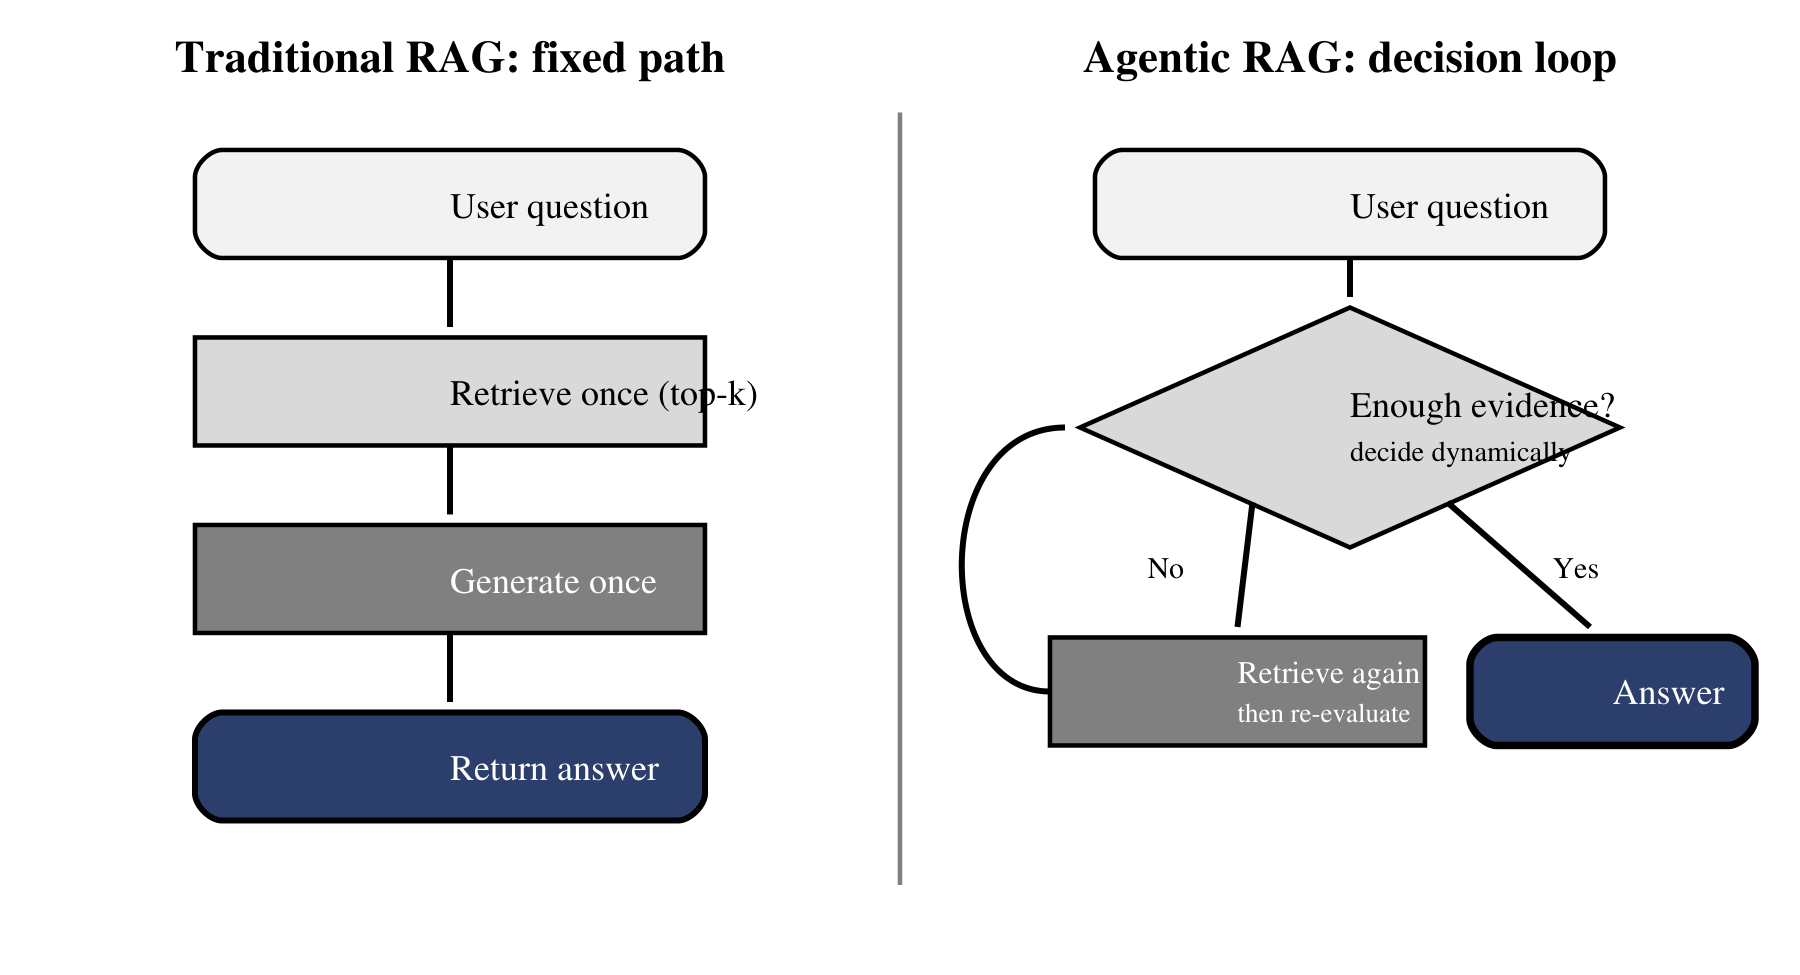 Traditional RAG: fixed path
User question
Retrieve once (top-k)
Generate once
Return answer
Agentic RAG: decision loop
User question
Enough evidence?
decide dynamically
No
Yes
Retrieve again
then re-evaluate
Answer